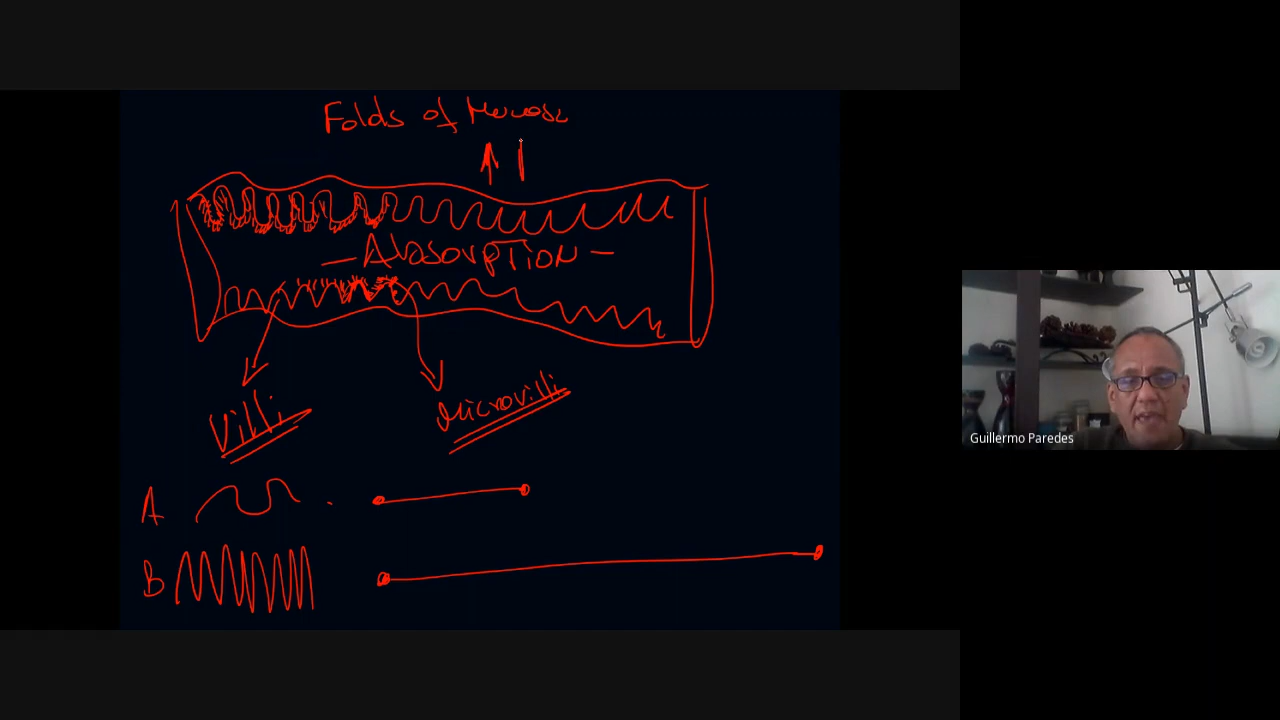 Folds of Mucosa
- Absorption -
Villi
Microvilli
A
B
Guillermo Paredes